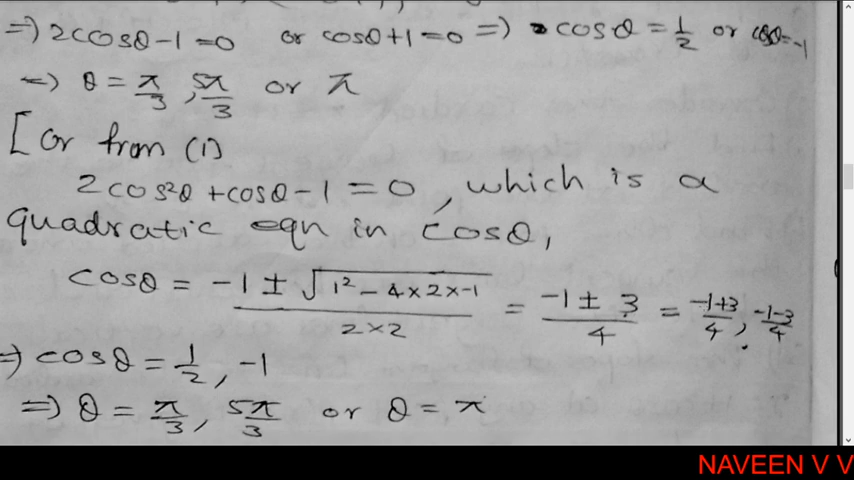 =) 2cosθ-1=0 or cosθ+1=0 =) cosθ = 1/2 or cosθ=-1
=) θ = π/3, 5π/3 or π
[or from (1)
2cos²θ+cosθ-1=0, which is a
quadratic eqn in cosθ,
cosθ = (-1 ± √(1²-4×2×-1))/(2×2) = (-1±3)/4 = (-1+3)/4, (-1-3)/4
=) cosθ = 1/2, -1
=) θ = π/3, 5π/3 or θ = π
NAVEEN V V